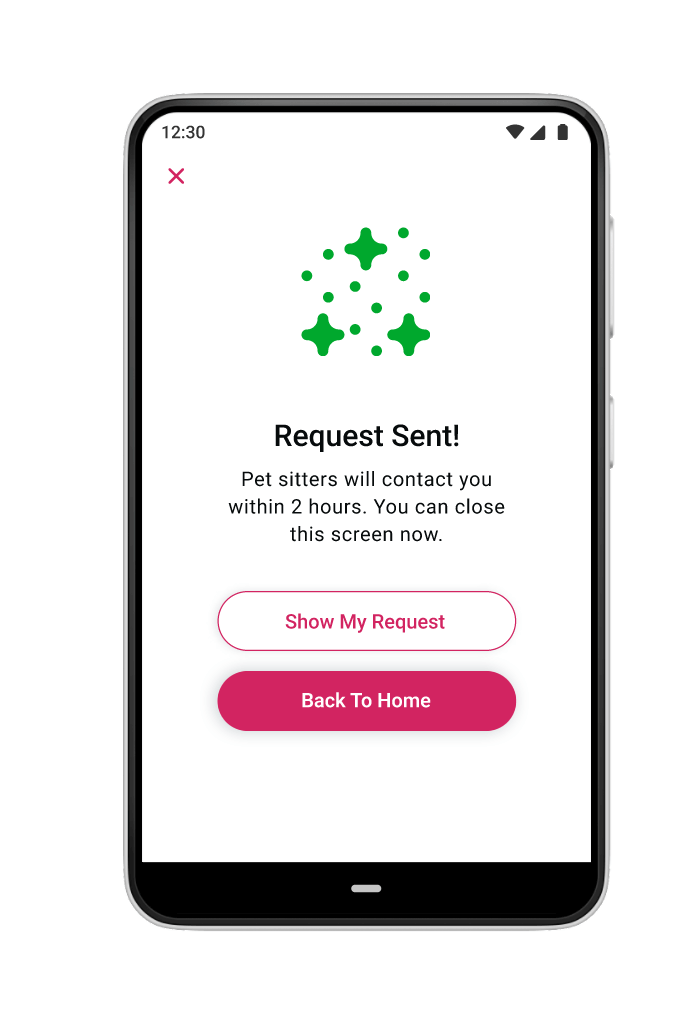 12:30
Request Sent!
Pet sitters will contact you
within 2 hours. You can close
this screen now.
Show My Request
Back To Home